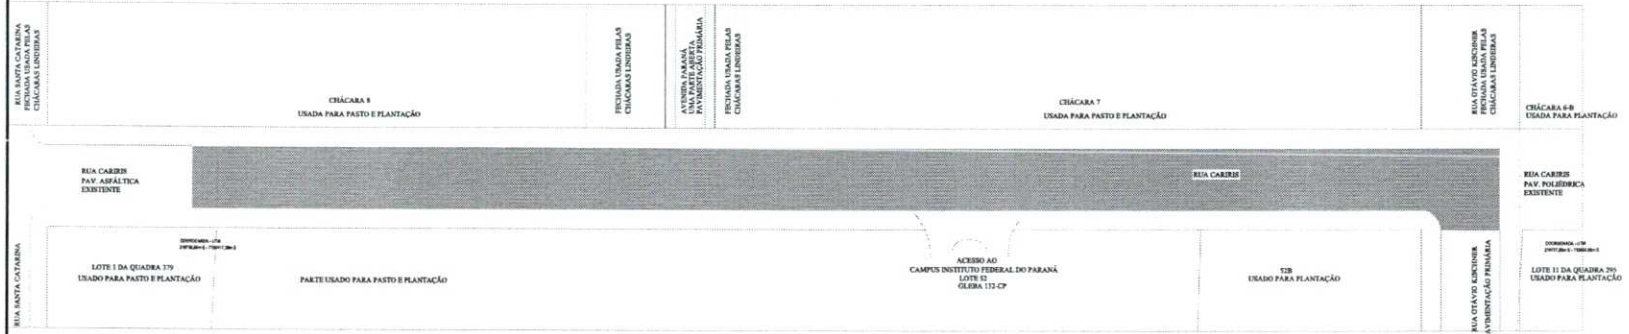 RUA SANTA CATARINA
FECHADA USADA PELAS
CHÁCARAS LINDEIRAS
CHÁCARA 8
USADA PARA PASTO E PLANTAÇÃO
FECHADA USADA PELAS
CHÁCARAS LINDEIRAS
AVENIDA PARANÁ
UMA PARTE ABERTA
PAVIMENTAÇÃO PRIMÁRIA
FECHADA USADA PELAS
CHÁCARAS LINDEIRAS
CHÁCARA 7
USADA PARA PASTO E PLANTAÇÃO
RUA OTÁVIO KISCHNER
FECHADA USADA PELAS
CHÁCARAS LINDEIRAS
CHÁCARA 6-B
USADA PARA PLANTAÇÃO
RUA CARIRIS
PAV. ASFÁLTICA
EXISTENTE
RUA CARIRIS
RUA CARIRIS
PAV. POLIÉDRICA
EXISTENTE
RUA SANTA CATARINA
LOTE 1 DA QUADRA 379
USADO PARA PASTO E PLANTAÇÃO
PARTE USADO PARA PASTO E PLANTAÇÃO
ACESSO AO
CAMPUS INSTITUTO FEDERAL DO PARANÁ
LOTE 52
GLEBA 132-CP
52B
USADO PARA PLANTAÇÃO
RUA OTÁVIO KISCHNER
AVIMENTAÇÃO PRIMÁRIA
LOTE 11 DA QUADRA 295
USADO PARA PLANTAÇÃO